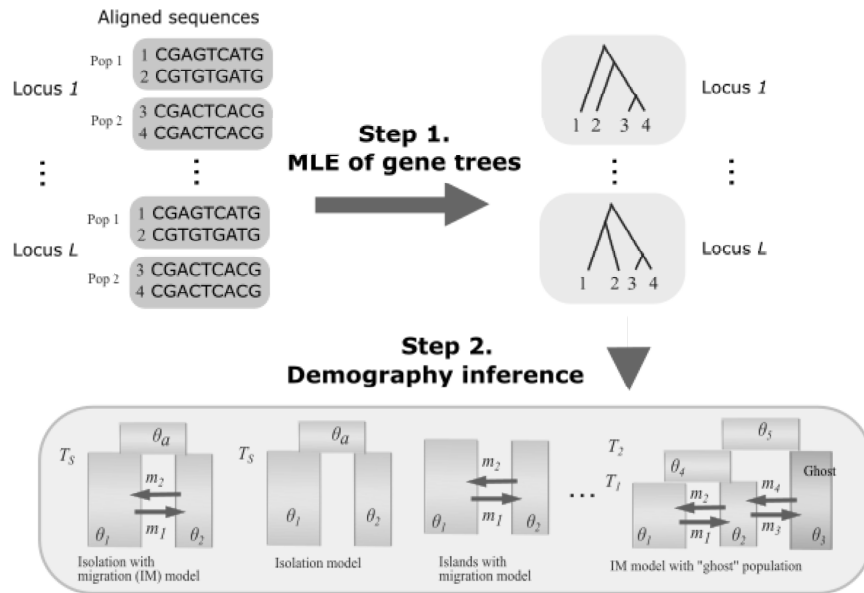 Aligned sequences
Pop 1
1 CGAGTCATG
2 CGTGTGATG
Locus 1
Pop 2
3 CGACTCACG
4 CGACTCACG
Pop 1
1 CGAGTCATG
2 CGTGTGATG
Locus L
Pop 2
3 CGACTCACG
4 CGACTCACG
Step 1.
MLE of gene trees
1 2 3 4
Locus 1
1 2 3 4
Locus L
Step 2.
Demography inference
Ts
θa
m2
m1
θ1
θ2
Isolation with
migration (IM) model
Ts
θa
θ1
θ2
Isolation model
m2
m1
θ1
θ2
Islands with
migration model
...
T2
T1
θ5
θ4
Ghost
m2
m4
m1
m3
θ1
θ2
θ3
IM model with "ghost" population